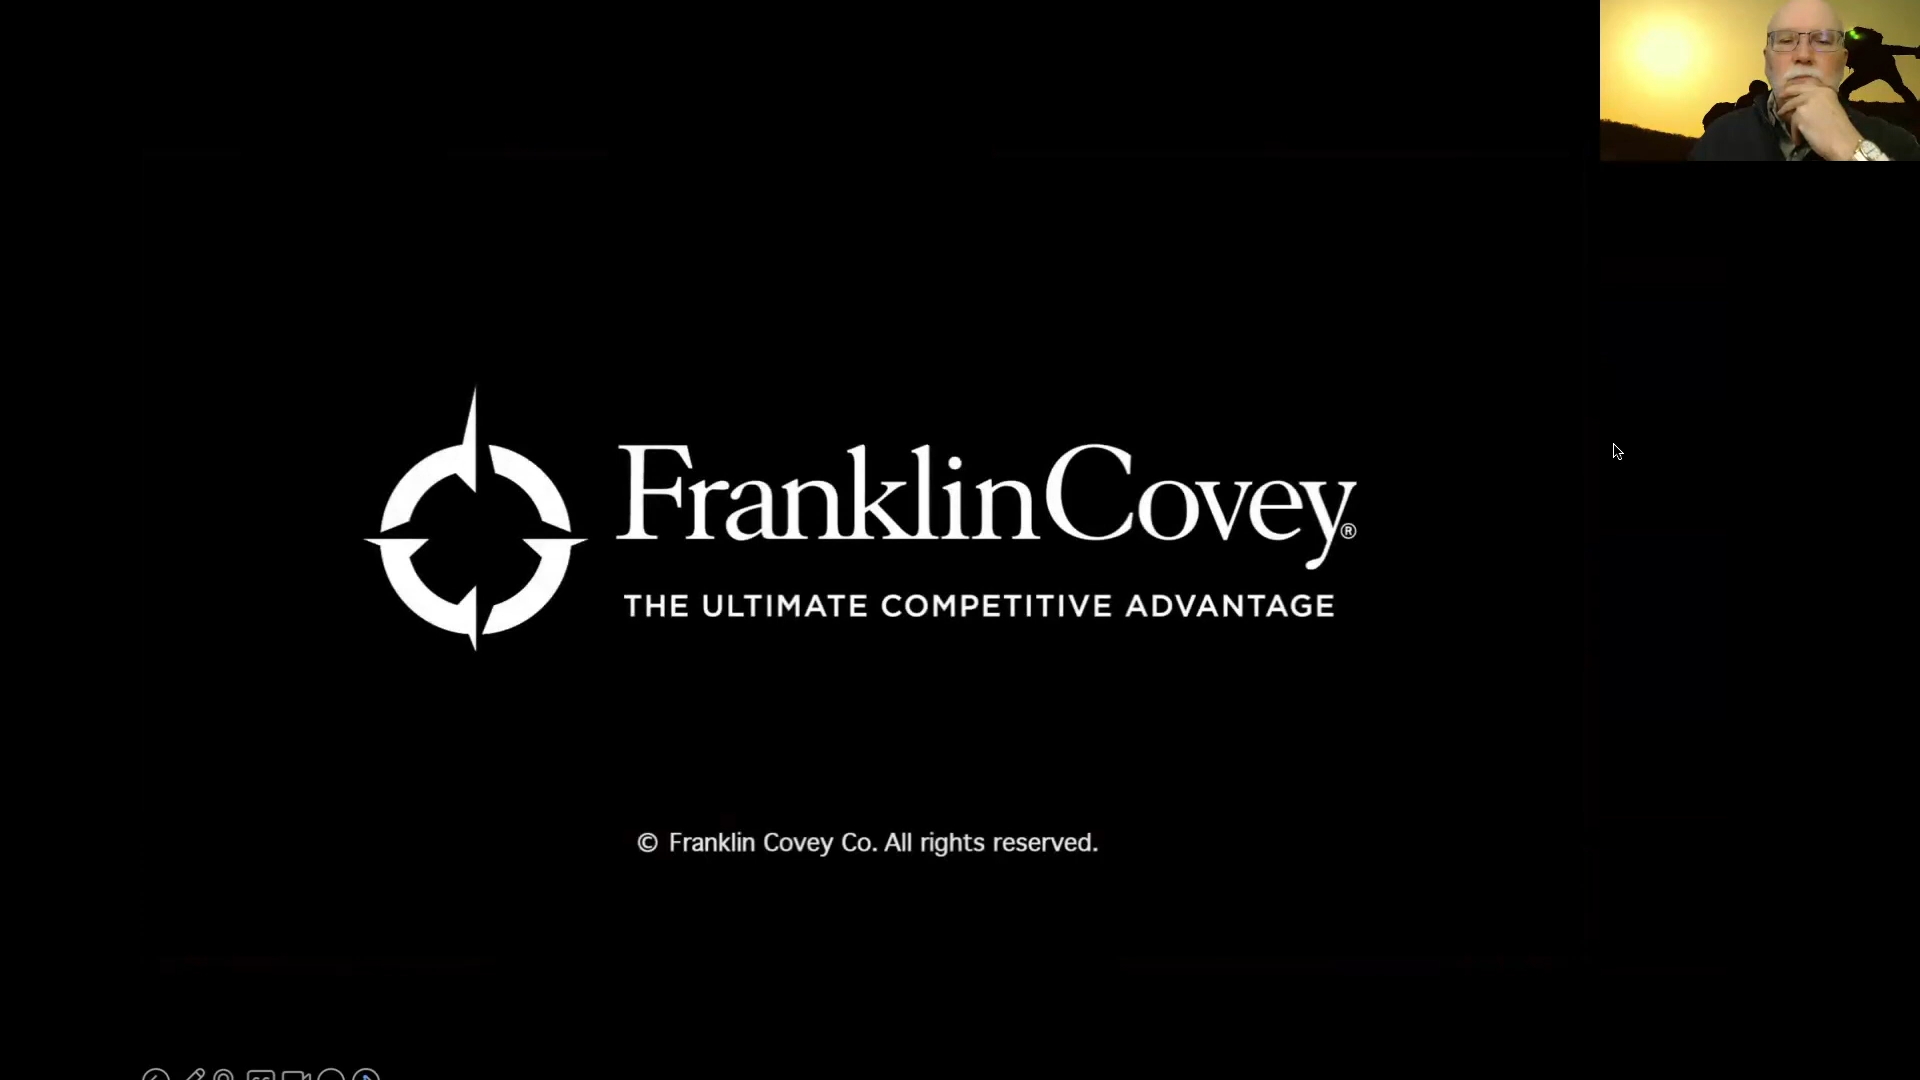 FranklinCovey®
THE ULTIMATE COMPETITIVE ADVANTAGE
© Franklin Covey Co. All rights reserved.